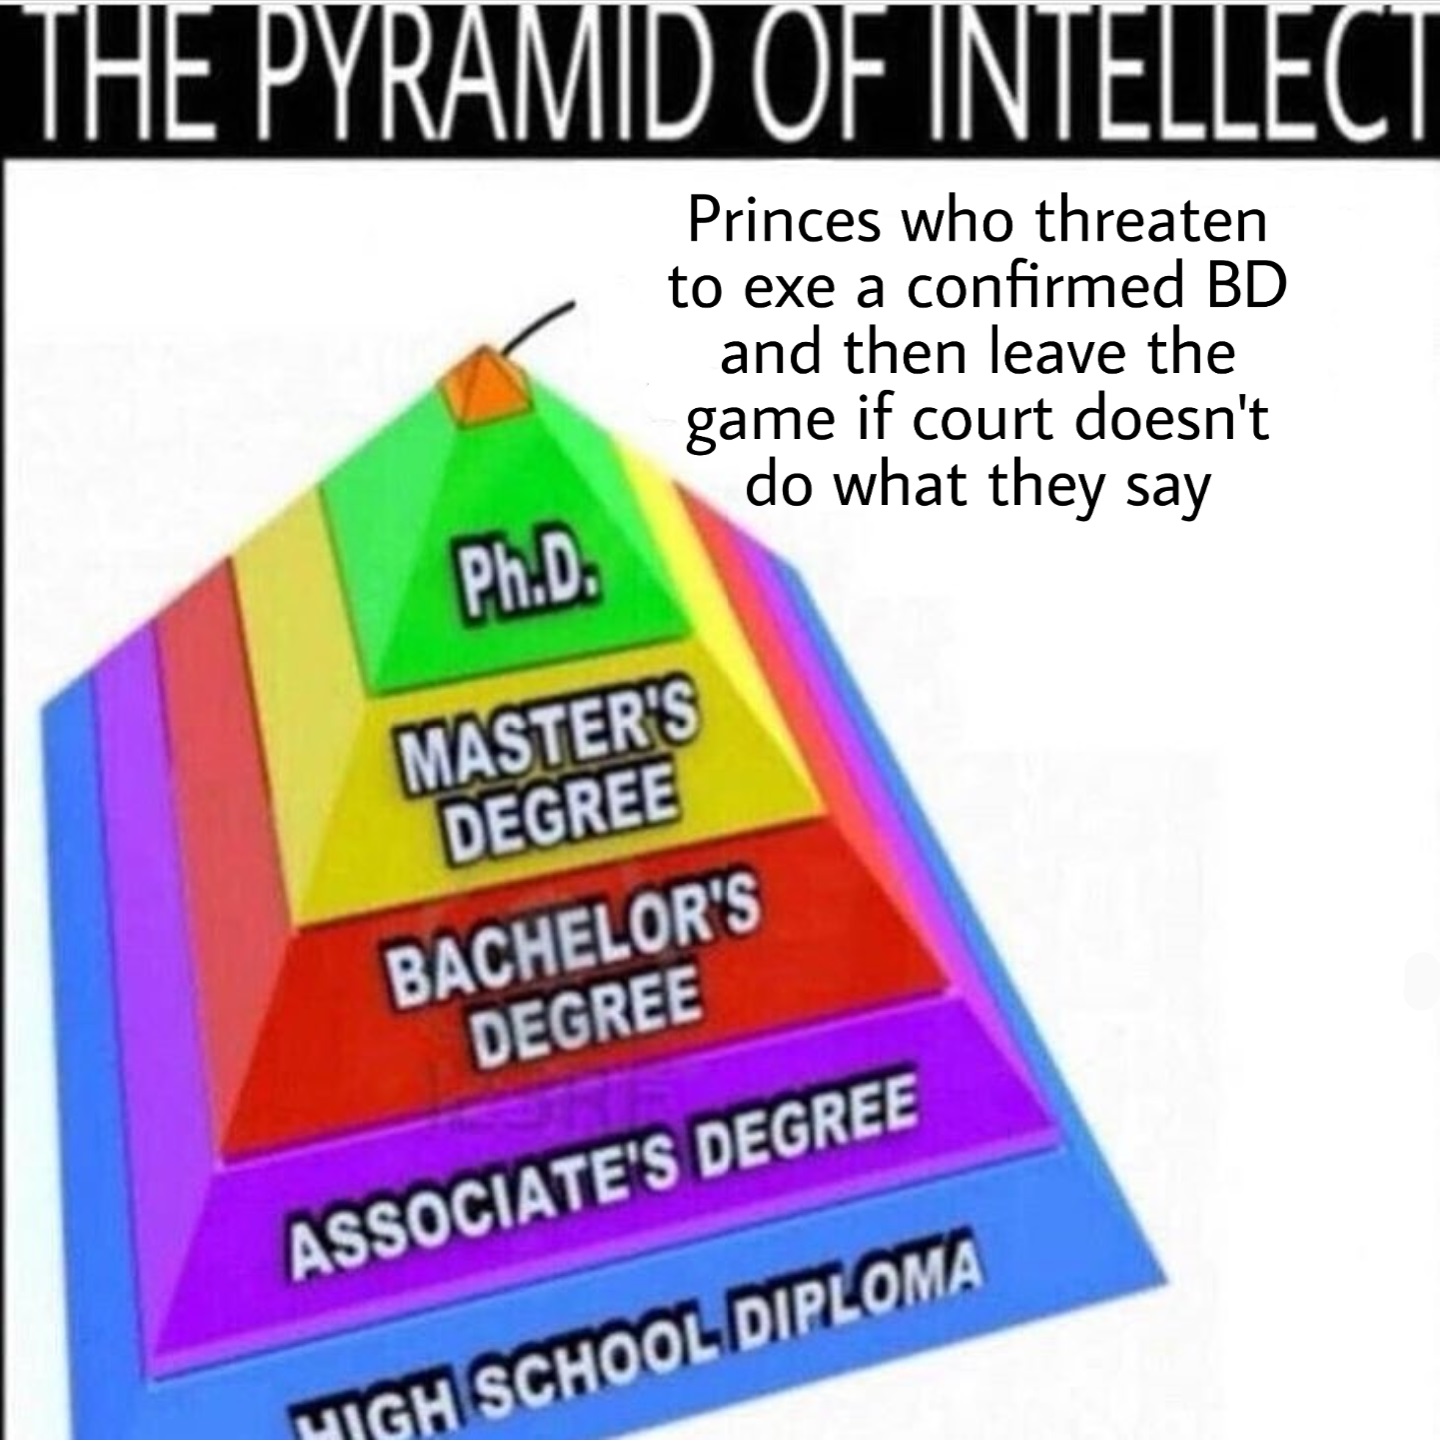 THE PYRAMID OF INTELLECT
Princes who threaten
to exe a confirmed BD
and then leave the
game if court doesn't
do what they say
Ph.D.
MASTER'S
DEGREE
BACHELOR'S
DEGREE
ASSOCIATE'S DEGREE
HIGH SCHOOL DIPLOMA